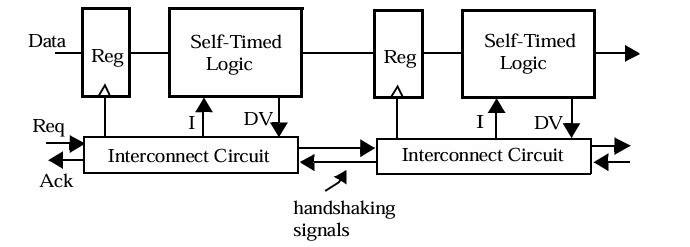 Data
Reg
Self-Timed
Logic
Reg
Self-Timed
Logic
Req
I
DV
I
DV
Interconnect Circuit
Interconnect Circuit
Ack
handshaking
signals